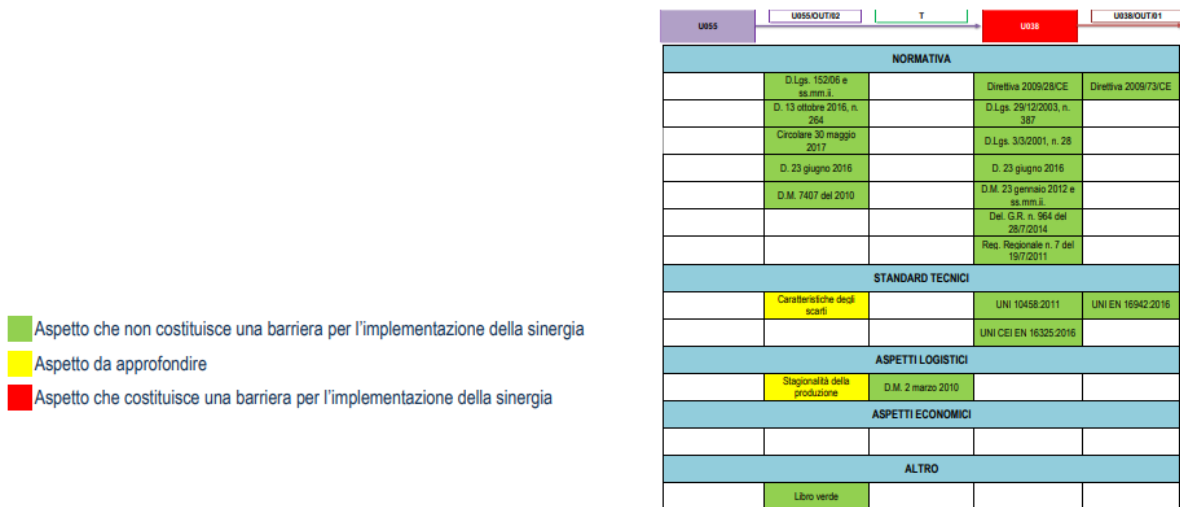 U055
U055/OUT/02
T
U038
U038/OUT/01
NORMATIVA
D.Lgs. 152/06 e
ss.mm.ii.
Direttiva 2009/28/CE
Direttiva 2009/73/CE
D. 13 ottobre 2016, n.
264
D.Lgs. 29/12/2003, n.
387
Circolare 30 maggio
2017
D.Lgs. 3/3/2001, n. 28
D. 23 giugno 2016
D. 23 giugno 2016
D.M. 7407 del 2010
D.M. 23 gennaio 2012 e
ss.mm.ii.
Del. G.R. n. 964 del
28/7/2014
Reg. Regionale n. 7 del
19/7/2011
STANDARD TECNICI
Caratteristiche degli
scarti
UNI 10458:2011
UNI EN 16942:2016
UNI CEI EN 16325:2016
ASPETTI LOGISTICI
Stagionalità della
produzione
D.M. 2 marzo 2010
ASPETTI ECONOMICI
ALTRO
Libro verde
Aspetto che non costituisce una barriera per l'implementazione della sinergia
Aspetto da approfondire
Aspetto che costituisce una barriera per l'implementazione della sinergia